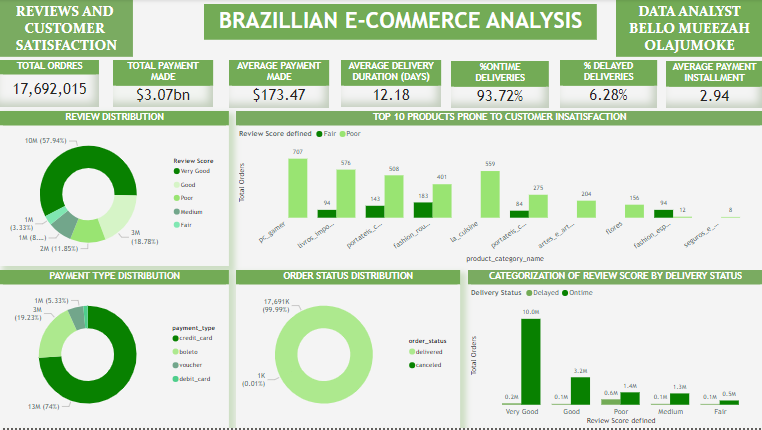 REVIEWS AND
CUSTOMER
SATISFACTION
BRAZILLIAN E-COMMERCE ANALYSIS
DATA ANALYST
BELLO MUEEZAH
OLAJUMOKE
TOTAL ORDRES
17,692,015
TOTAL PAYMENT
MADE
$3.07bn
AVERAGE PAYMENT
MADE
$173.47
AVERAGE DELIVERY
DURATION (DAYS)
12.18
%ONTIME
DELIVERIES
93.72%
% DELAYED
DELIVERIES
6.28%
AVERAGE PAYMENT
INSTALLMENT
2.94
REVIEW DISTRIBUTION
10M (57.94%)
1M
(3.33%)
1M (8....)
2M (11.85%)
3M
(18.78%)
Review Score
Very Good
Good
Poor
Medium
Fair
TOP 10 PRODUCTS PRONE TO CUSTOMER INSATISFACTION
Review Score defined Fair Poor
Total Orders
707
94
576
143
508
183
401
559
84
275
204
156
94
12
8
pc_gamer
livros_impo...
portateis_c...
fashion_rou...
la_cuisine
portateis_c...
artes_e_art...
flores
fashion_esp...
seguros_e_...
product_category_name
PAYMENT TYPE DISTRIBUTION
1M (5.33%)
3M
(19.23%)
13M (74%)
payment_type
credit_card
boleto
voucher
debit_card
ORDER STATUS DISTRIBUTION
17,691K
(99.99%)
1K
(0.01%)
order_status
delivered
canceled
CATEGORIZATION OF REVIEW SCORE BY DELIVERY STATUS
Delivery Status Delayed Ontime
Total Orders
0.2M
10.0M
0.1M
3.2M
0.6M
1.4M
0.1M
1.3M
0.1M
0.5M
Very Good
Good
Poor
Medium
Fair
Review Score defined